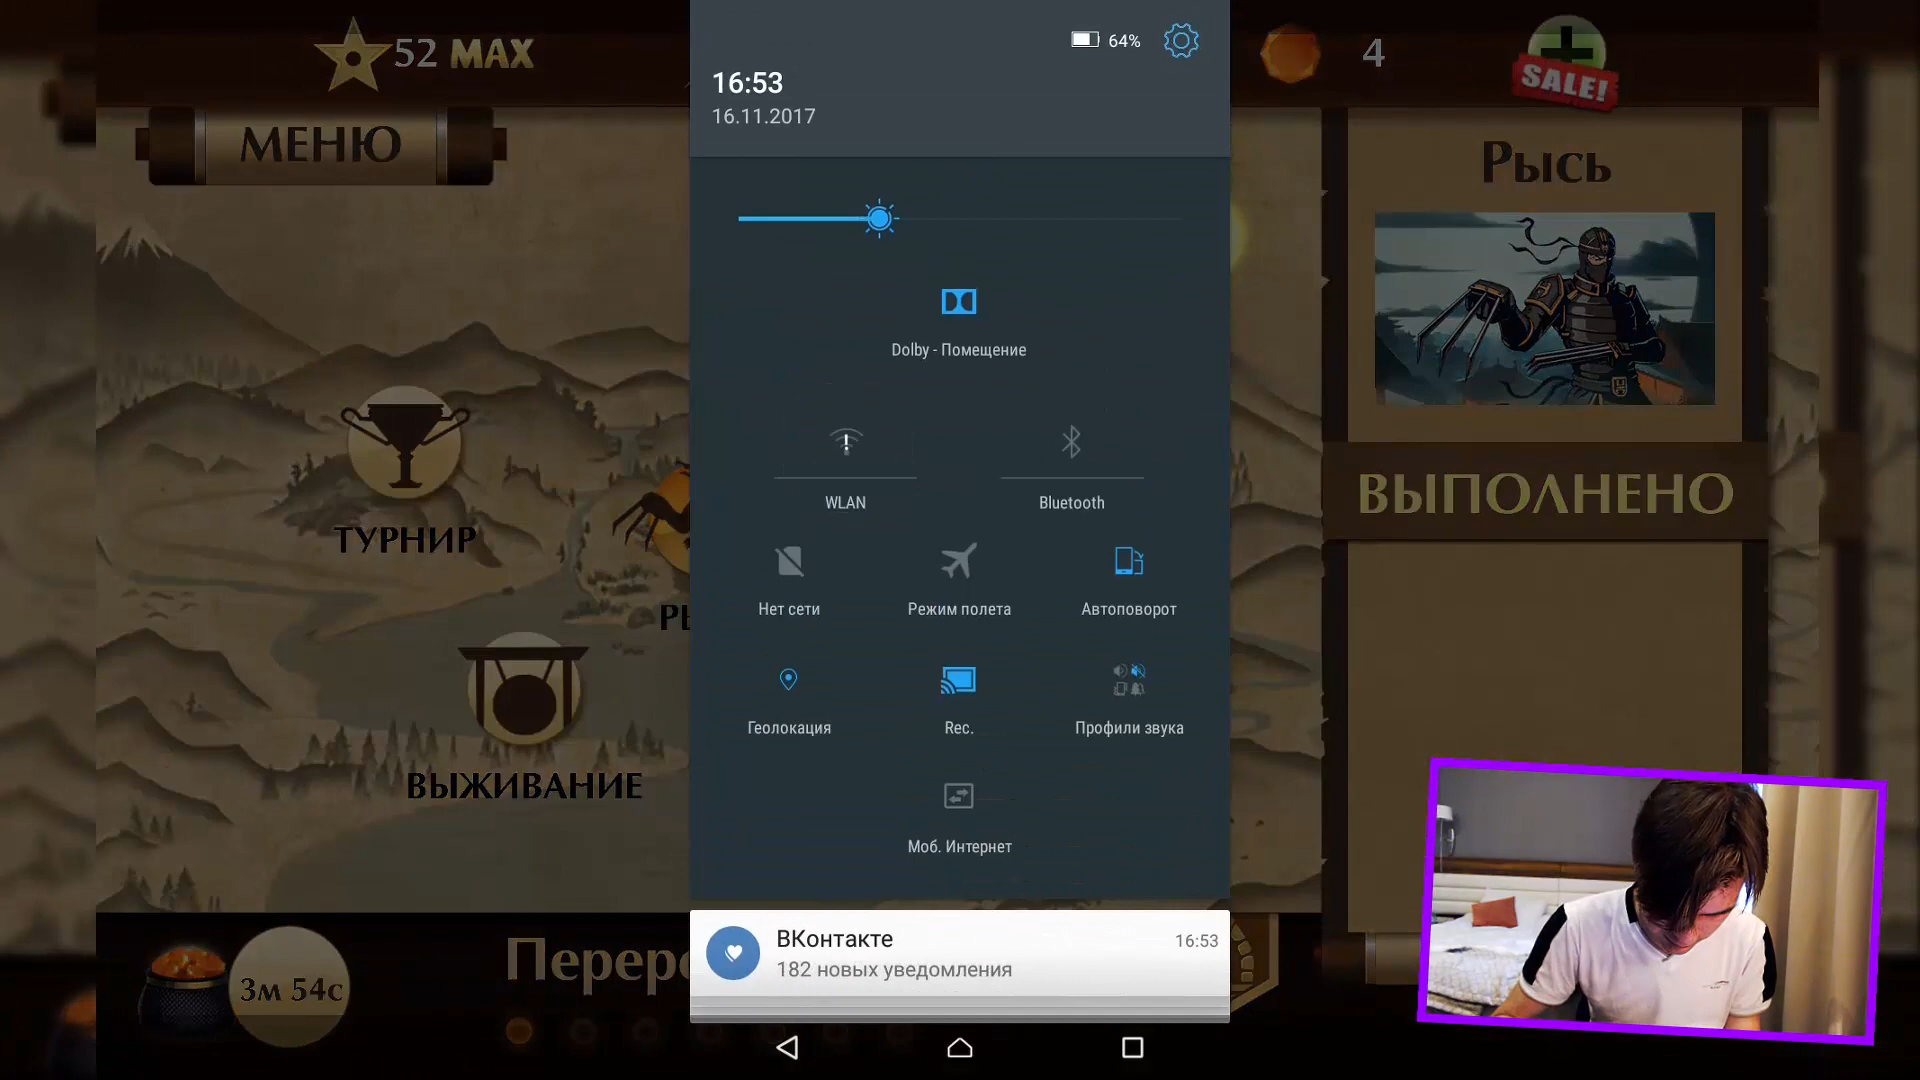 52 MAX
64%
4
SALE!
16:53
16.11.2017
МЕНЮ
Рысь
Dolby - Помещение
WLAN
Bluetooth
ВЫПОЛНЕНО
ТУРНИР
Нет сети
Режим полета
Автоповорот
РЫ
Геолокация
Rec.
Профили звука
ВЫЖИВАНИЕ
Моб. Интернет
ВКонтакте
16:53
182 новых уведомления
3м 54с
Перер